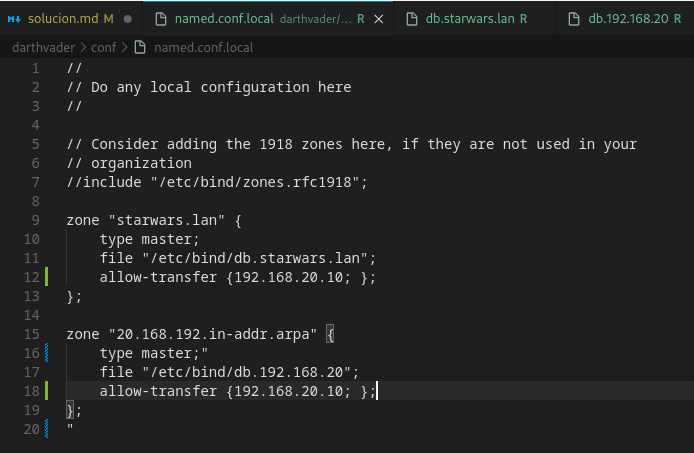 solucion.md M
named.conf.local darthvader/... R
db.starwars.lan R
db.192.168.20 R
darthvader > conf > named.conf.local
1 //
2 // Do any local configuration here
3 //
4
5 // Consider adding the 1918 zones here, if they are not used in your
6 // organization
7 //include "/etc/bind/zones.rfc1918";
8
9 zone "starwars.lan" {
10 type master;
11 file "/etc/bind/db.starwars.lan";
12 allow-transfer {192.168.20.10; };
13 };
14
15 zone "20.168.192.in-addr.arpa" {
16 type master;"
17 file "/etc/bind/db.192.168.20";
18 allow-transfer {192.168.20.10; };
19 };
20 "